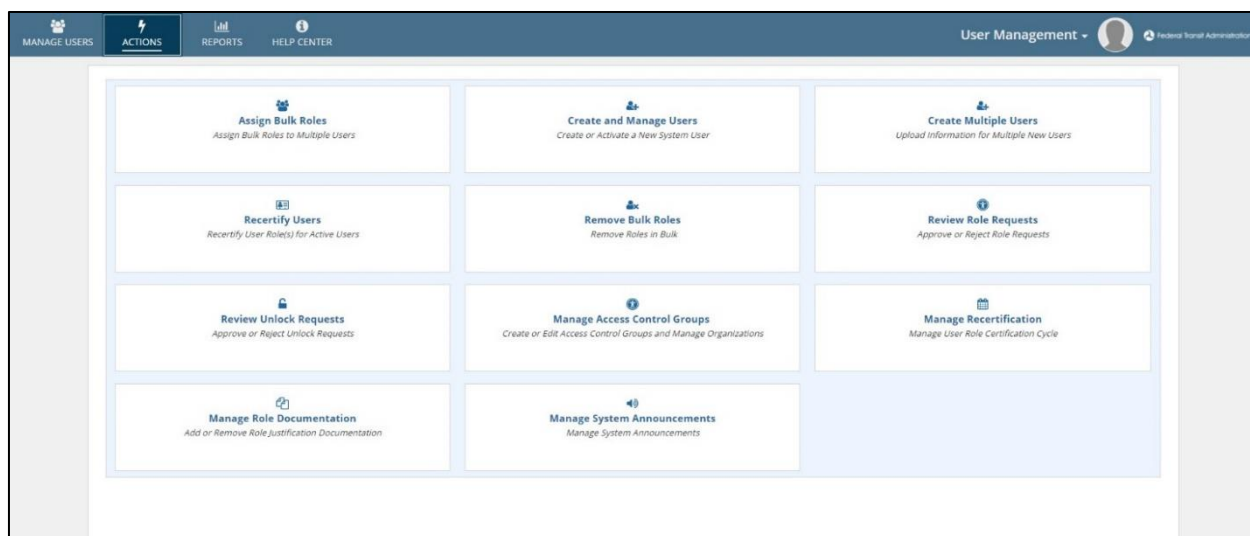 MANAGE USERS
ACTIONS
REPORTS
HELP CENTER
User Management
Federal Transit Administration
Assign Bulk Roles
Assign Bulk Roles to Multiple Users
Create and Manage Users
Create or Activate a New System User
Create Multiple Users
Upload Information for Multiple New Users
Recertify Users
Recertify User Role(s) for Active Users
Remove Bulk Roles
Remove Roles in Bulk
Review Role Requests
Approve or Reject Role Requests
Review Unlock Requests
Approve or Reject Unlock Requests
Manage Access Control Groups
Create or Edit Access Control Groups and Manage Organizations
Manage Recertification
Manage User Role Certification Cycle
Manage Role Documentation
Add or Remove Role Justification Documentation
Manage System Announcements
Manage System Announcements